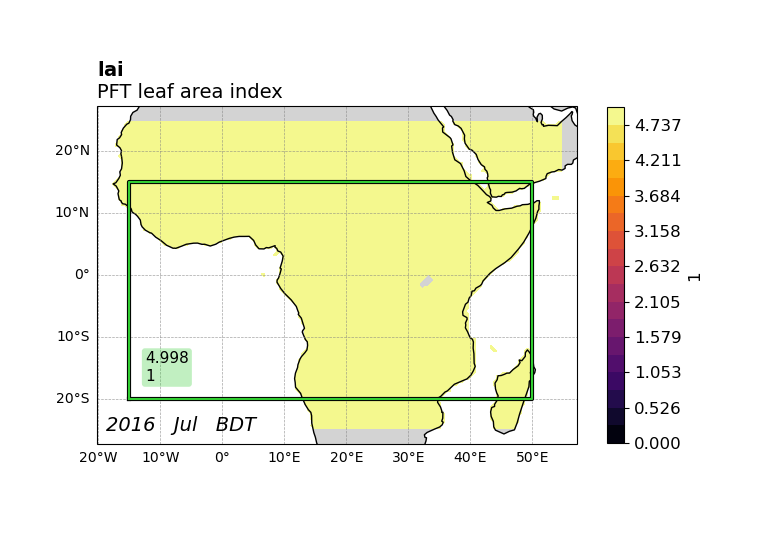 lai
PFT leaf area index
20°N
10°N
0°
10°S
20°S
4.998
1
2016 Jul BDT
20°W
10°W
0°
10°E
20°E
30°E
40°E
50°E
4.737
4.211
3.684
3.158
2.632
2.105
1.579
1.053
0.526
0.000
1